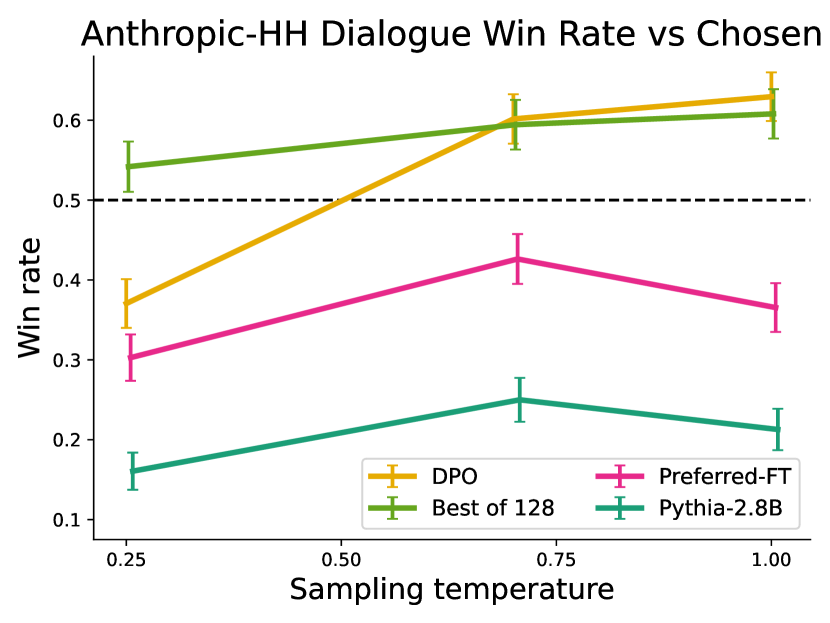 Anthropic-HH Dialogue Win Rate vs Chosen
Win rate
0.6
0.5
0.4
0.3
0.2
0.1
DPO
Best of 128
Preferred-FT
Pythia-2.8B
0.25 0.50 0.75 1.00
Sampling temperature